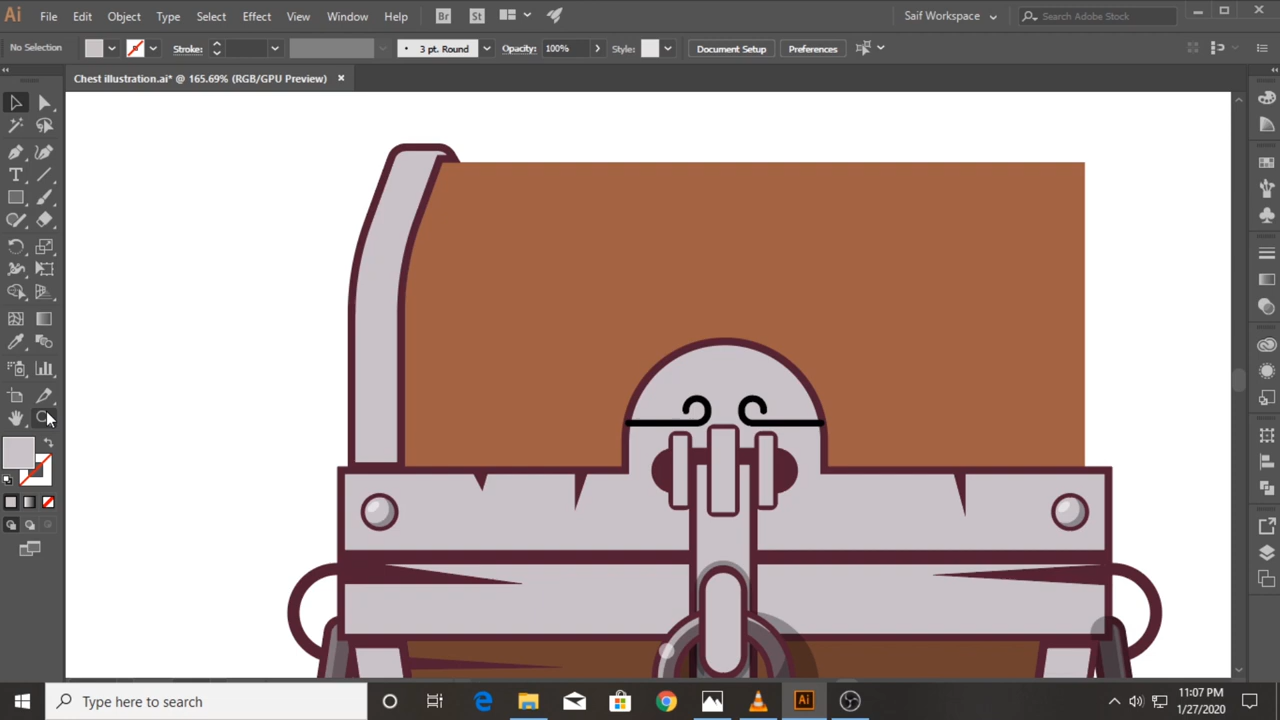 Ai File Edit Object Type Select Effect View Window Help Br St Saif Workspace Search Adobe Stock
No Selection Stroke: 3 pt. Round Opacity: 100% Style: Document Setup Preferences
Chest illustration.ai* @ 165.69% (RGB/GPU Preview)
T
Type here to search Ai 11:07 PM
1/27/2020